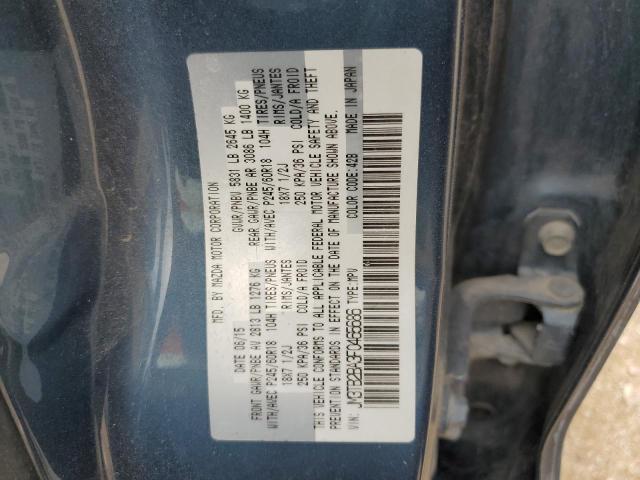 MFD. BY MAZDA MOTOR CORPORATION
DATE 06/15 GVWR/PNBV 5831 LB 2645 KG
FRONT GAWR/PNBE AV 2813 LB 1276 KG REAR GAWR/PNBE AR 3086 LB 1400 KG
WITH/AVEC P245/60R18 104H TIRES/PNEUS WITH/AVEC P245/60R18 104H TIRES/PNEUS
18X7 1/2J RIMS/JANTES 18X7 1/2J RIMS/JANTES
250 KPA/36 PSI COLD/A FROID 250 KPA/36 PSI COLD/A FROID
THIS VEHICLE CONFORMS TO ALL APPLICABLE FEDERAL MOTOR VEHICLE SAFETY AND THEFT
PREVENTION STANDARDS IN EFFECT ON THE DATE OF MANUFACTURE SHOWN ABOVE.
JM3TB2BA3F0465686
VIN: TYPE:MPV COLOR CODE:42B MADE IN JAPAN